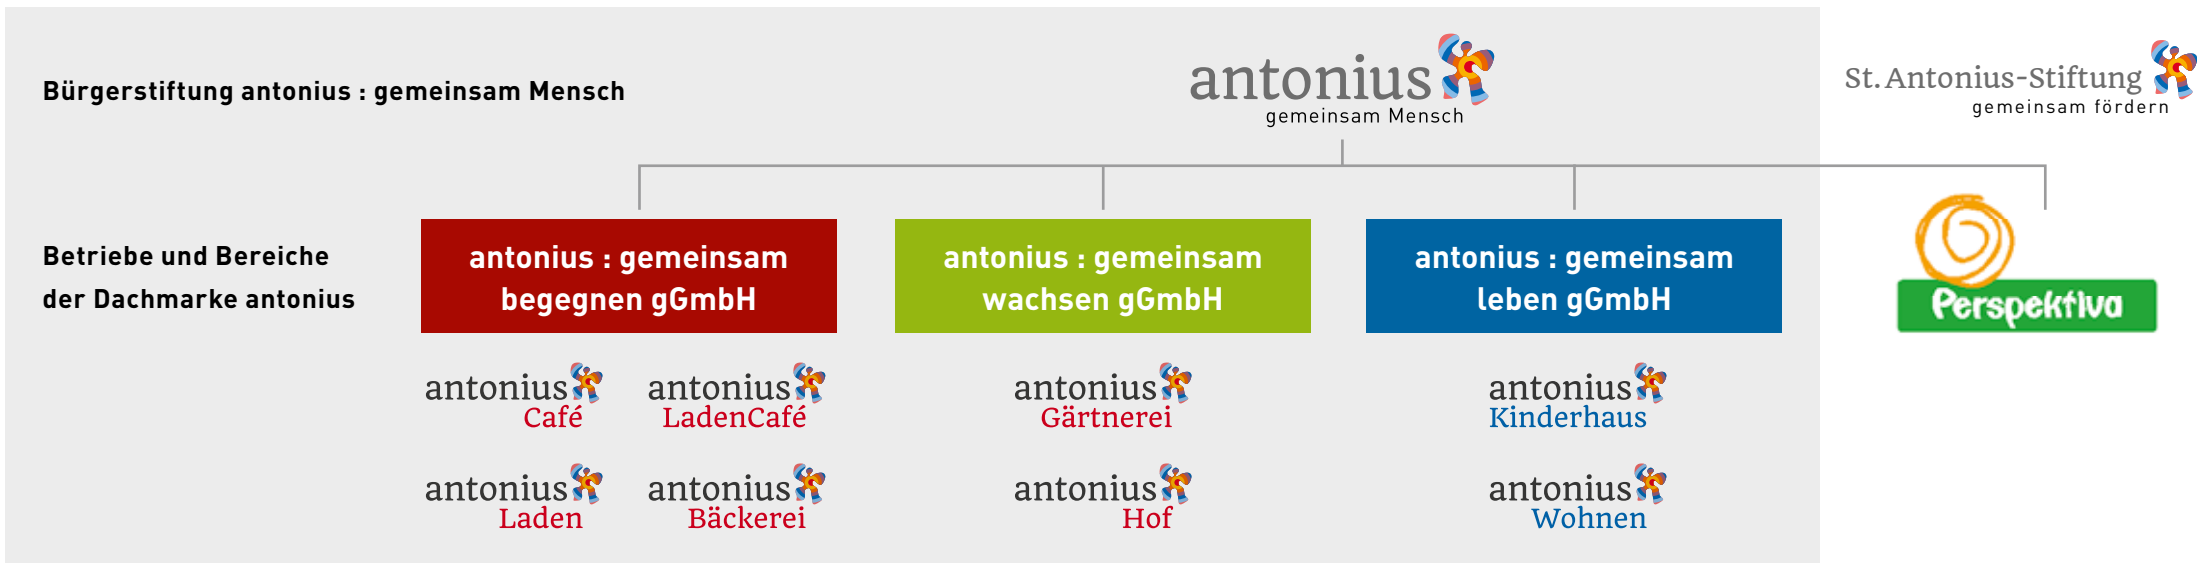 Bürgerstiftung antonius : gemeinsam Mensch
antonius
gemeinsam Mensch
St. Antonius-Stiftung
gemeinsam fördern
Betriebe und Bereiche
der Dachmarke antonius
antonius : gemeinsam
begegnen gGmbH
antonius : gemeinsam
wachsen gGmbH
antonius : gemeinsam
leben gGmbH
Perspektiva
antonius
Café
antonius
LadenCafé
antonius
Gärtnerei
antonius
Kinderhaus
antonius
Laden
antonius
Bäckerei
antonius
Hof
antonius
Wohnen